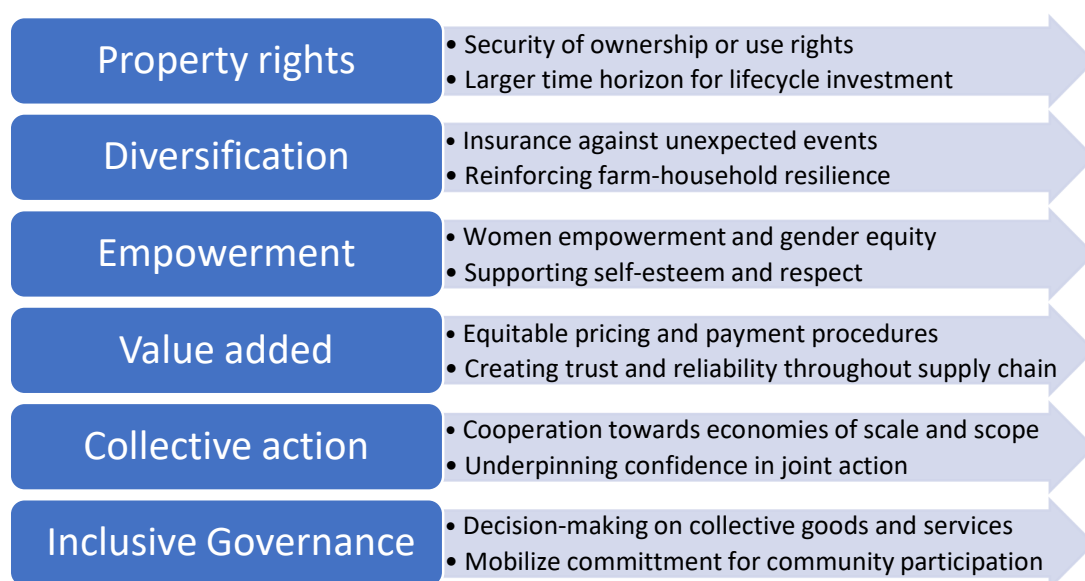 Property rights
• Security of ownership or use rights
• Larger time horizon for lifecycle investment
Diversification
• Insurance against unexpected events
• Reinforcing farm-household resilience
Empowerment
• Women empowerment and gender equity
• Supporting self-esteem and respect
Value added
• Equitable pricing and payment procedures
• Creating trust and reliability throughout supply chain
Collective action
• Cooperation towards economies of scale and scope
• Underpinning confidence in joint action
Inclusive Governance
• Decision-making on collective goods and services
• Mobilize committment for community participation